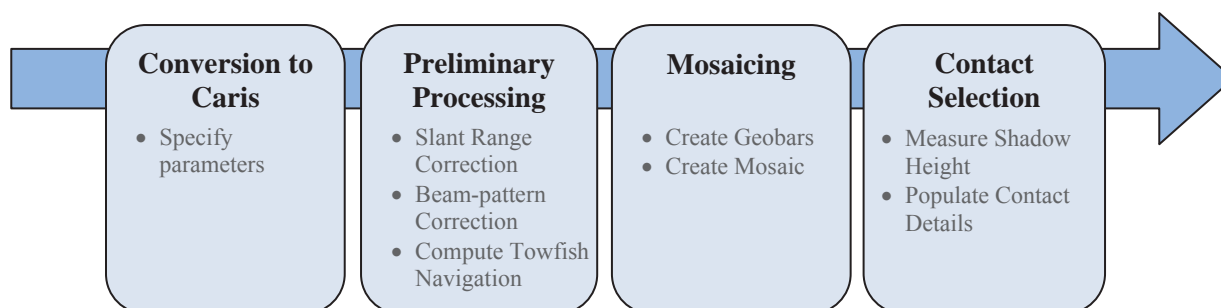 Conversion to
Caris
• Specify
parameters
Preliminary
Processing
• Slant Range
Correction
• Beam-pattern
Correction
• Compute Towfish
Navigation
Mosaicing
• Create Geobars
• Create Mosaic
Contact
Selection
• Measure Shadow
Height
• Populate Contact
Details